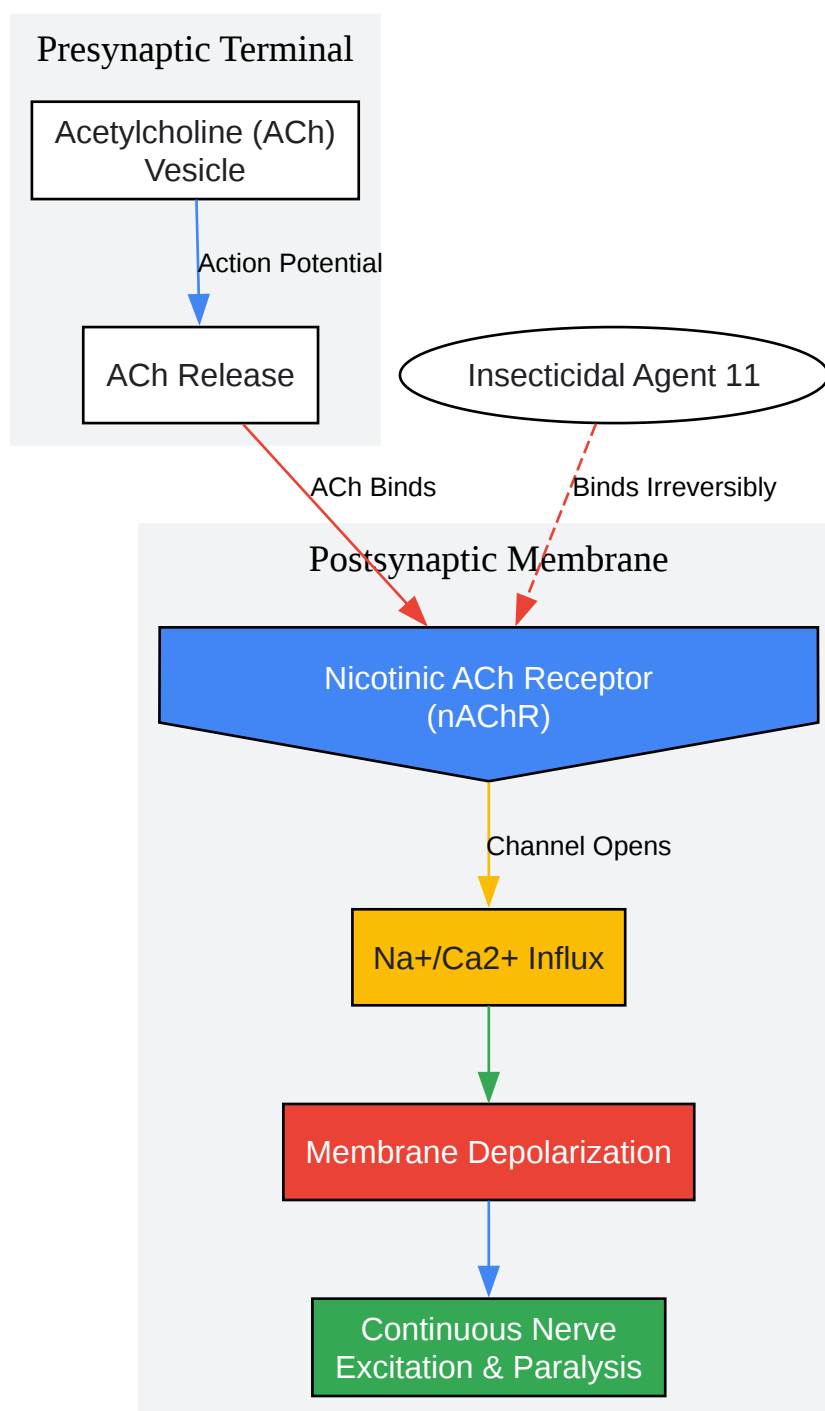 Presynaptic Terminal
Acetylcholine (ACh)
Vesicle
Action Potential
ACh Release
Insecticidal Agent 11
ACh Binds
Binds Irreversibly
Postsynaptic Membrane
Nicotinic ACh Receptor
(nAChR)
Channel Opens
Na+/Ca2+ Influx
Membrane Depolarization
Continuous Nerve
Excitation & Paralysis